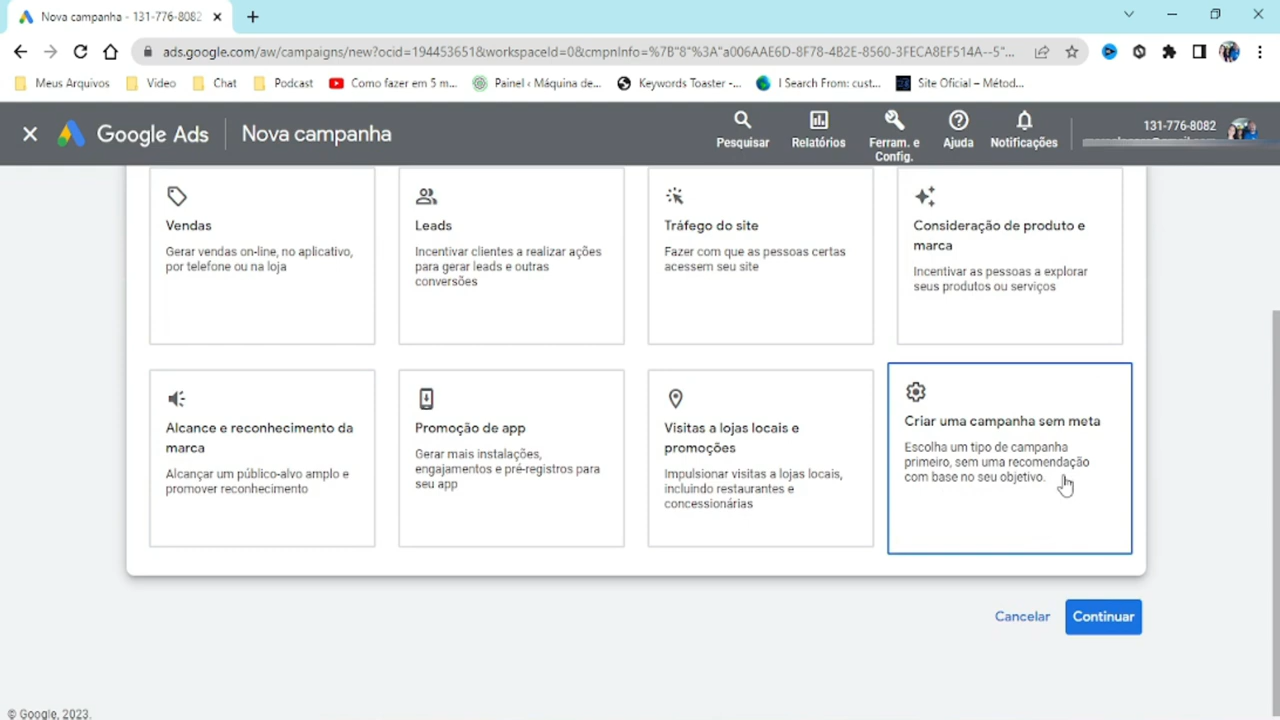 Nova campanha - 131-776-8082
ads.google.com/aw/campaigns/new?ocid=194453651&workspaceId=0&cmpnInfo=%7B"8"%3A"a006AAE6D-8F78-4B2E-8560-3FECA8EF514A--5"...
Meus Arquivos
Vídeo
Chat
Podcast
Como fazer em 5 m...
Painel ‹ Máquina de...
Keywords Toaster -...
I Search From: cust...
Site Oficial – Métod...
Google Ads
Nova campanha
Pesquisar
Relatórios
Ferram. e
Config.
Ajuda
Notificações
131-776-8082
Vendas
Gerar vendas on-line, no aplicativo,
por telefone ou na loja
Leads
Incentivar clientes a realizar ações
para gerar leads e outras
conversões
Tráfego do site
Fazer com que as pessoas certas
acessem seu site
Consideração de produto e
marca
Incentivar as pessoas a explorar
seus produtos ou serviços
Alcance e reconhecimento da
marca
Alcançar um público-alvo amplo e
promover reconhecimento
Promoção de app
Gerar mais instalações,
engajamentos e pré-registros para
seu app
Visitas a lojas locais e
promoções
Impulsionar visitas a lojas locais,
incluindo restaurantes e
concessionárias
Criar uma campanha sem meta
Escolha um tipo de campanha
primeiro, sem uma recomendação
com base no seu objetivo.
Cancelar
Continuar
© Google, 2023.